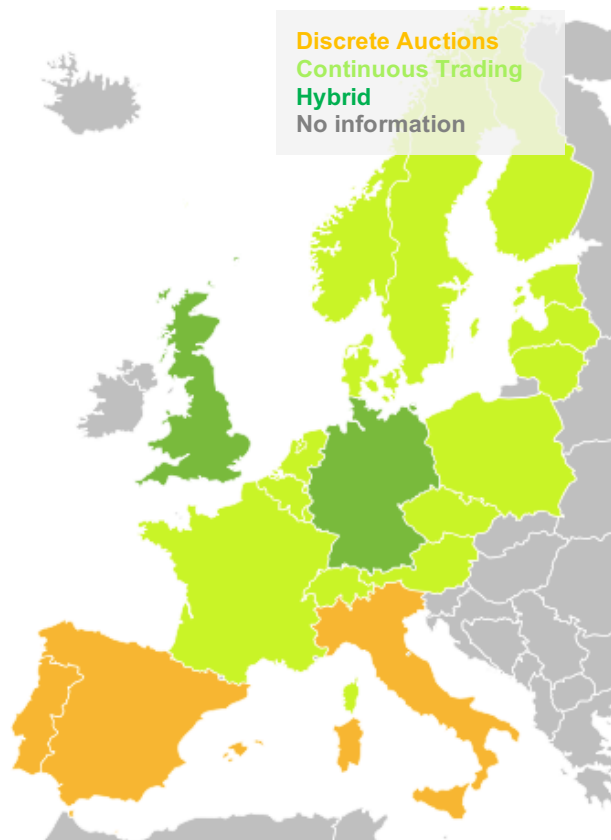 Discrete Auctions
Continuous Trading
Hybrid
No information